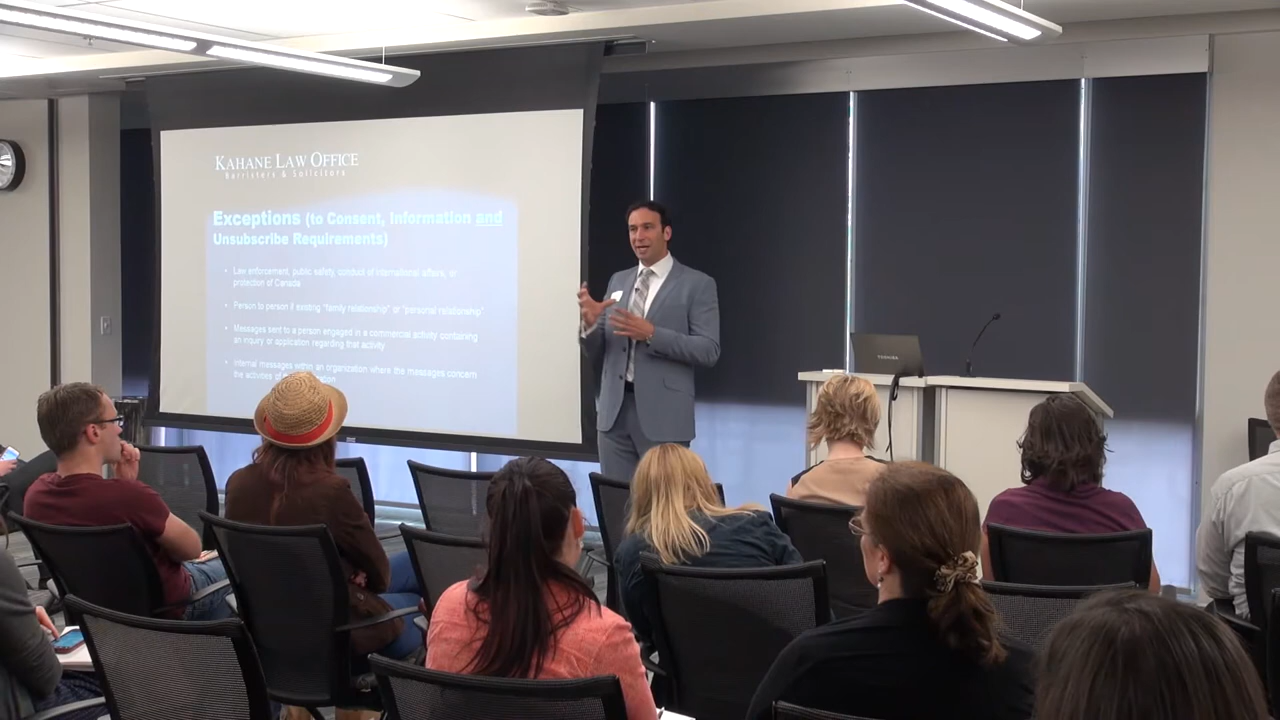 KAHANE LAW OFFICE
Barristers & Solicitors
Exceptions (to Consent, Information and
Unsubscribe Requirements)
• Law enforcement, public safety, conduct of international affairs, or
protection of Canada
• Person to person if existing "family relationship" or "personal relationship"
• Messages sent to a person engaged in a commercial activity containing
an inquiry or application regarding that activity
• Internal messages within an organization where the messages concern
the activities of
TOSHIBA